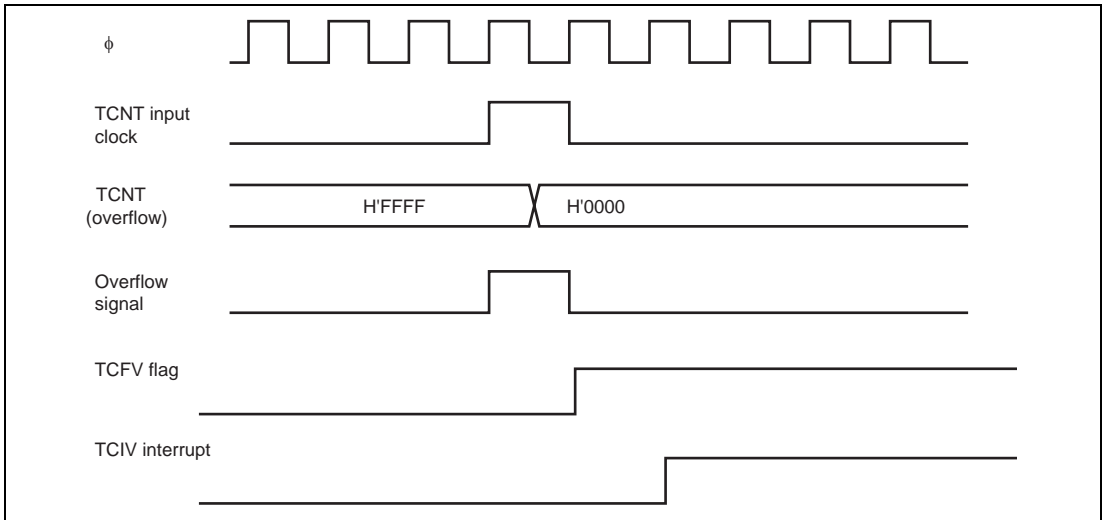 ϕ
TCNT input
clock
TCNT
(overflow)
H'FFFF
H'0000
Overflow
signal
TCFV flag
TCIV interrupt